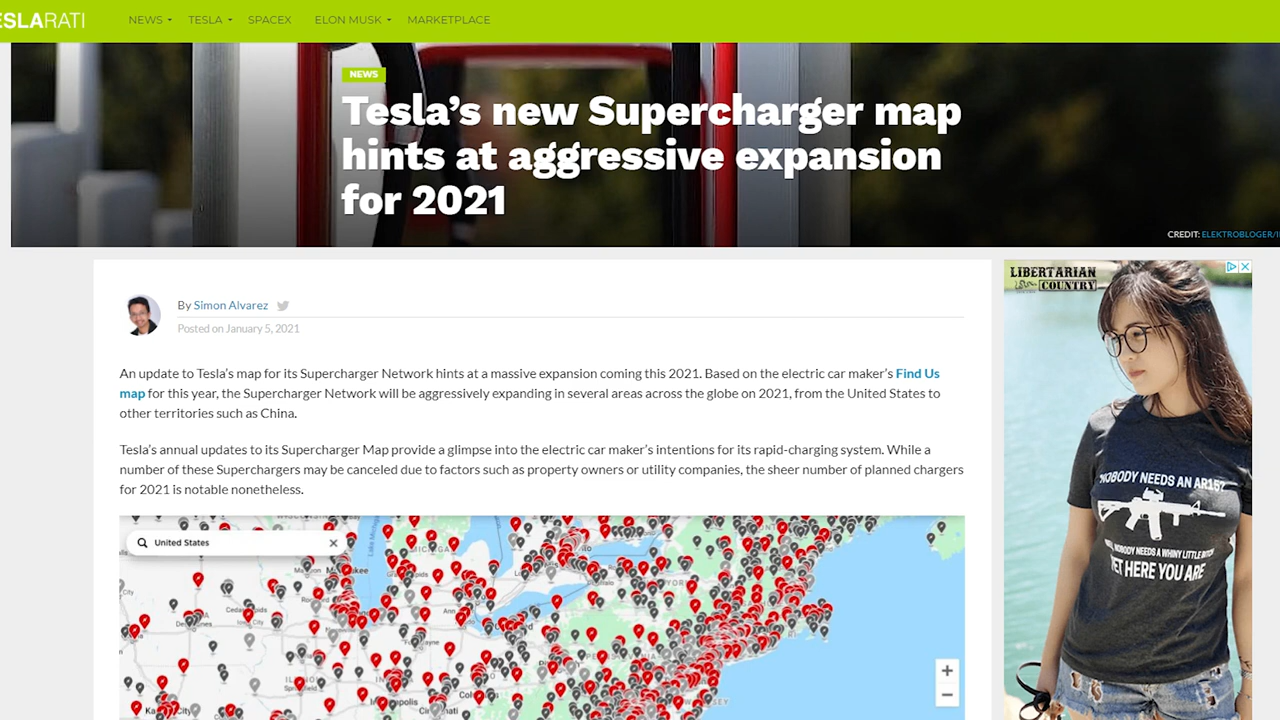 ESLARATI
NEWS TESLA SPACEX ELON MUSK MARKETPLACE
NEWS
Tesla's new Supercharger map
hints at aggressive expansion
for 2021
CREDIT: ELEKTROBLOGER/I
By Simon Alvarez
Posted on January 5, 2021
An update to Tesla's map for its Supercharger Network hints at a massive expansion coming this 2021. Based on the electric car maker's Find Us
map for this year, the Supercharger Network will be aggressively expanding in several areas across the globe on 2021, from the United States to
other territories such as China.
Tesla's annual updates to its Supercharger Map provide a glimpse into the electric car maker's intentions for its rapid-charging system. While a
number of these Superchargers may be canceled due to factors such as property owners or utility companies, the sheer number of planned chargers
for 2021 is notable nonetheless.
United States
LIBERTARIAN
COUNTRY
"NOBODY NEEDS AN AR15?"
NOBODY NEEDS A WHINY LITTLE BITCH
YET HERE YOU ARE